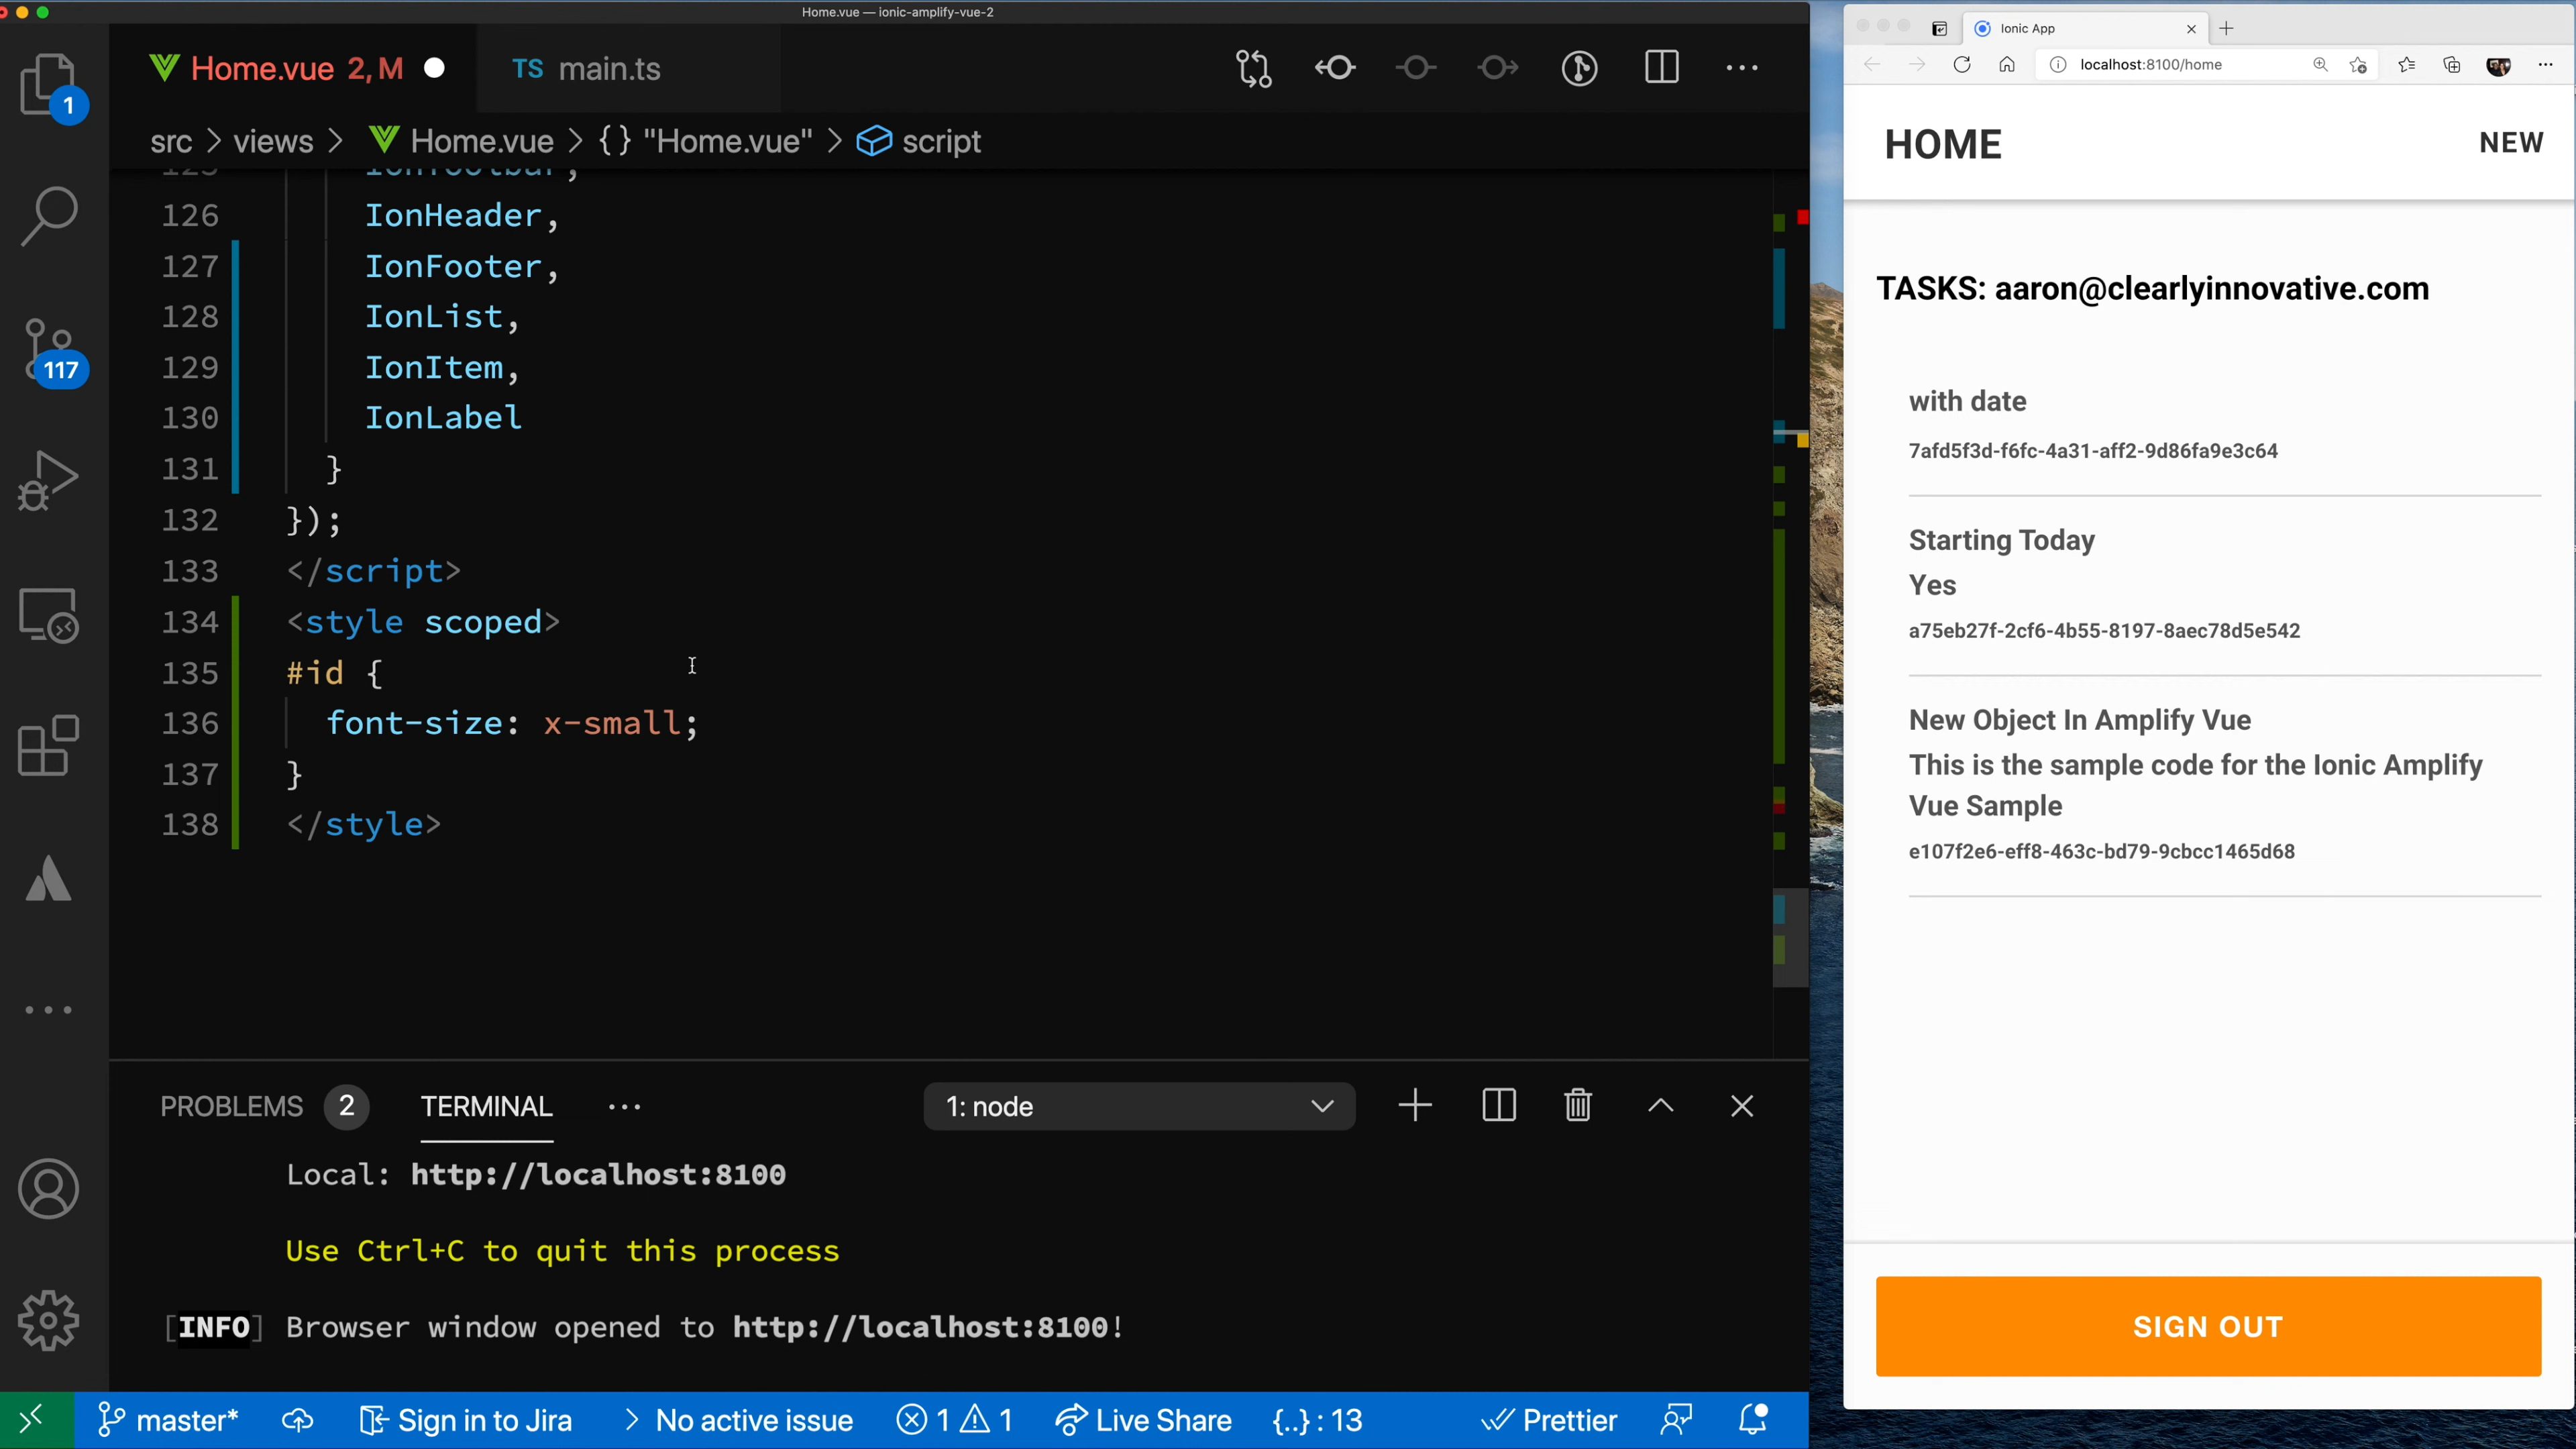 Home.vue — ionic-amplify-vue-2
Home.vue 2, M
TS main.ts
src > views > Home.vue > {} "Home.vue" > script
125 IonToolbar,
126 IonHeader,
127 IonFooter,
128 IonList,
129 IonItem,
130 IonLabel
131 }
132 });
133 </script>
134 <style scoped>
135 #id {
136 font-size: x-small;
137 }
138 </style>
1
117
PROBLEMS 2 TERMINAL ...
1: node
Local: http://localhost:8100
Use Ctrl+C to quit this process
[INFO] Browser window opened to http://localhost:8100!
master* Sign in to Jira No active issue 1 1 Live Share {..} : 13 Prettier
Ionic App
localhost:8100/home
HOME NEW
TASKS: aaron@clearlyinnovative.com
with date
7afd5f3d-f6fc-4a31-aff2-9d86fa9e3c64
Starting Today
Yes
a75eb27f-2cf6-4b55-8197-8aec78d5e542
New Object In Amplify Vue
This is the sample code for the Ionic Amplify
Vue Sample
e107f2e6-eff8-463c-bd79-9cbcc1465d68
SIGN OUT